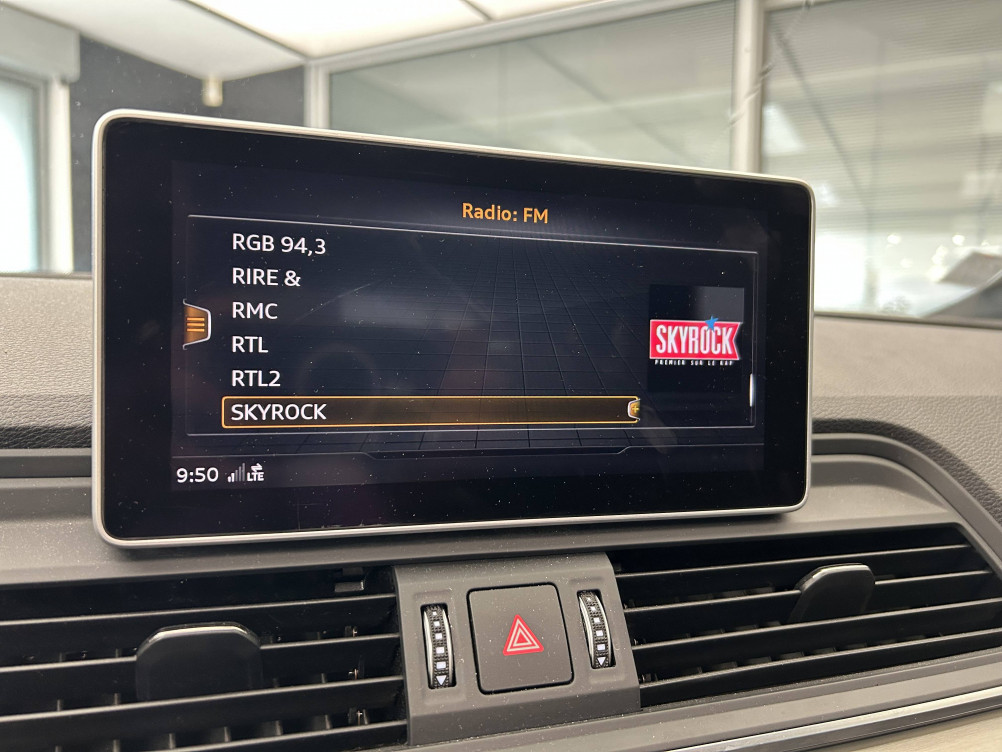 Radio: FM
RGB 94,3
RIRE &
RMC
RTL
RTL2
SKYROCK
SKYROCK
PREMIER SUR LE RAP
9:50 LTE